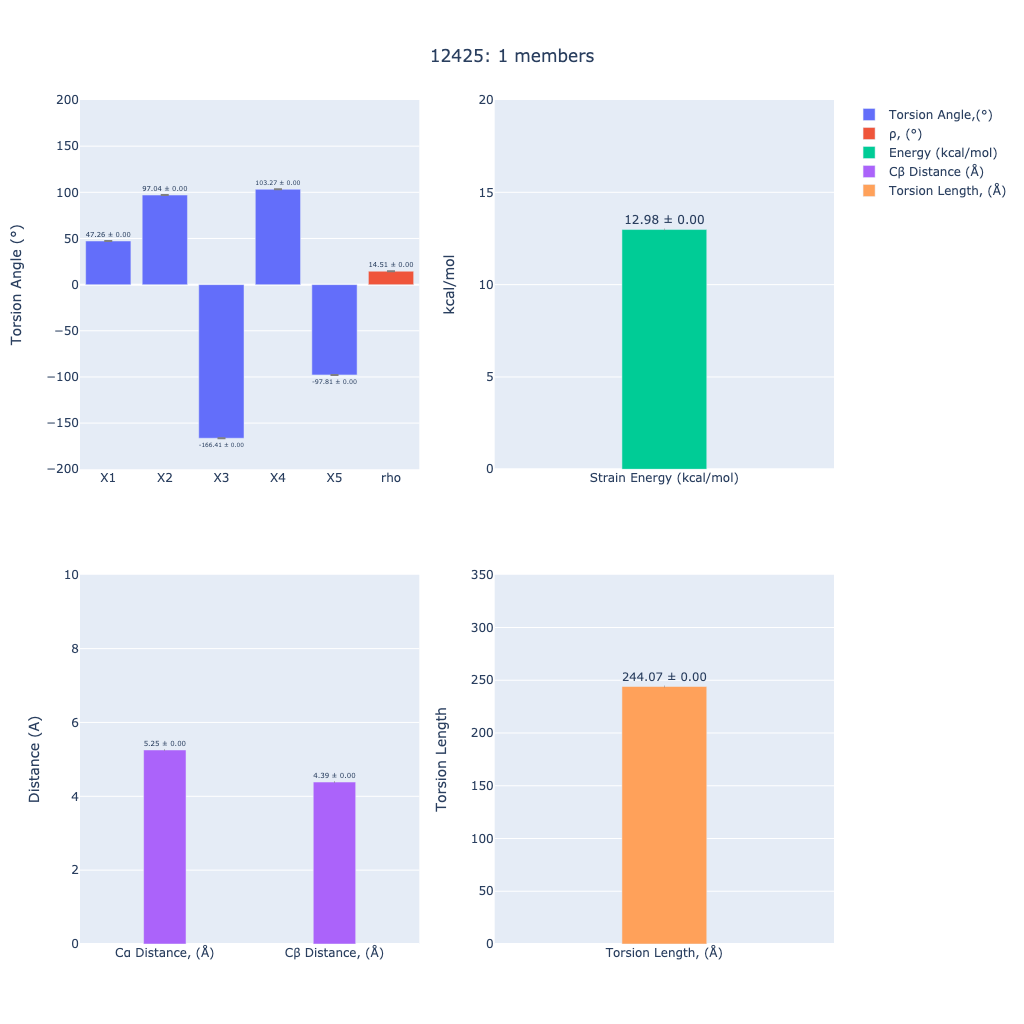 12425: 1 members
200
150
100
50
0
−50
−100
−150
−200
Torsion Angle (°)
47.26 ± 0.00
97.04 ± 0.00
-166.41 ± 0.00
103.27 ± 0.00
-97.81 ± 0.00
14.51 ± 0.00
X1
X2
X3
X4
X5
rho
20
15
10
5
0
kcal/mol
12.98 ± 0.00
Strain Energy (kcal/mol)
Torsion Angle,(°)
ρ, (°)
Energy (kcal/mol)
Cβ Distance (Å)
Torsion Length, (Å)
10
8
6
4
2
0
Distance (A)
5.25 ± 0.00
4.39 ± 0.00
Cα Distance, (Å)
Cβ Distance, (Å)
350
300
250
200
150
100
50
0
Torsion Length
244.07 ± 0.00
Torsion Length, (Å)